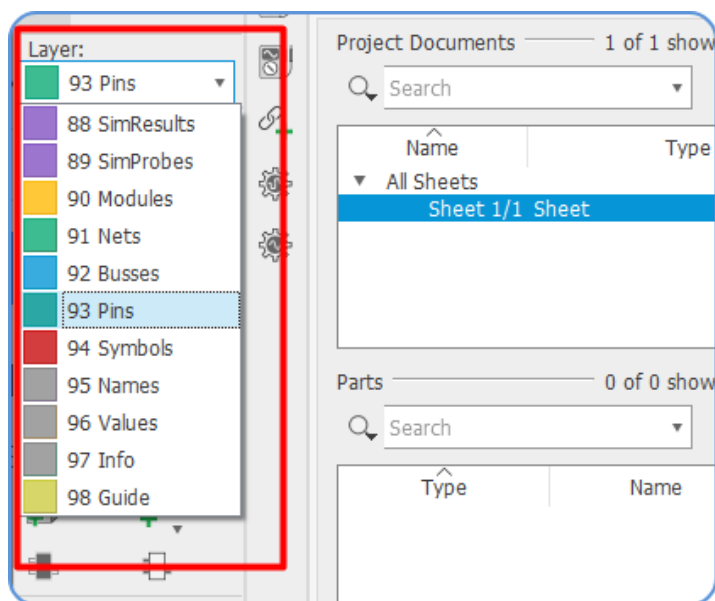 Layer:
93 Pins
88 SimResults
89 SimProbes
90 Modules
91 Nets
92 Busses
93 Pins
94 Symbols
95 Names
96 Values
97 Info
98 Guide
Project Documents 1 of 1 show
Search
Name Type
All Sheets
Sheet 1/1 Sheet
Parts 0 of 0 show
Search
Type Name